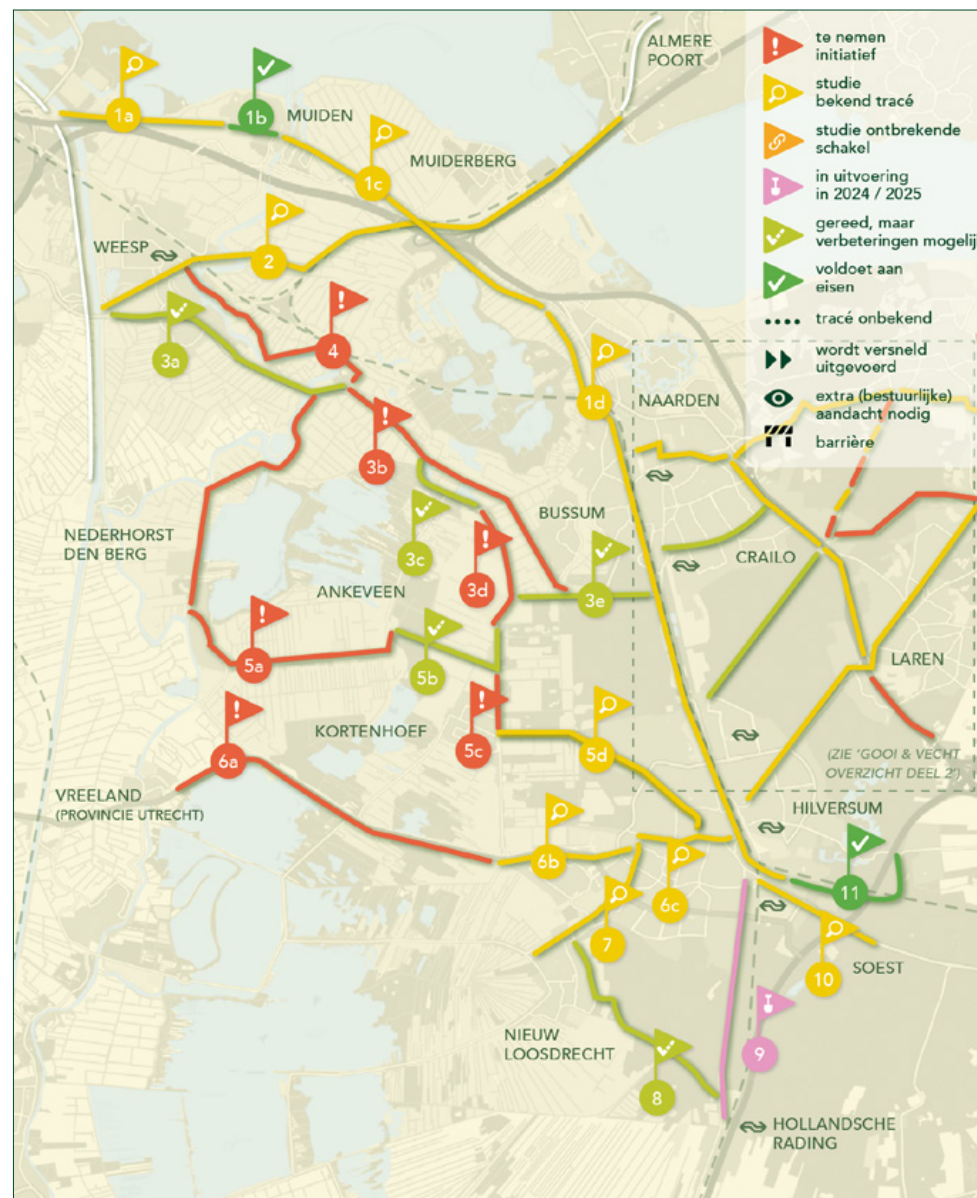 ALMERE
POORT
te nemen
initiatief
studie
bekend tracé
studie ontbrekende
schakel
in uitvoering
in 2024 / 2025
gereed, maar
verbeteringen mogelij
voldoet aan
eisen
tracé onbekend
wordt versneld
uitgevoerd
extra (bestuurlijke)
aandacht nodig
barrière
1a
1b
MUIDEN
1c
MUIDERBERG
WEESP
2
3a
4
1d
NAARDEN
3b
BUSSUM
NEDERHORST
DEN BERG
3c
3d
ANKEVEEN
3e
CRAILO
5a
5b
LAREN
KORTENHOEF
5c
5d
6a
(ZIE 'GOOI & VECHT
OVERZICHT DEEL 2')
VREELAND
(PROVINCIE UTRECHT)
HILVERSUM
6b
6c
11
7
10
SOEST
NIEUW
LOOSDRECHT
8
9
HOLLANDSCHE
RADING